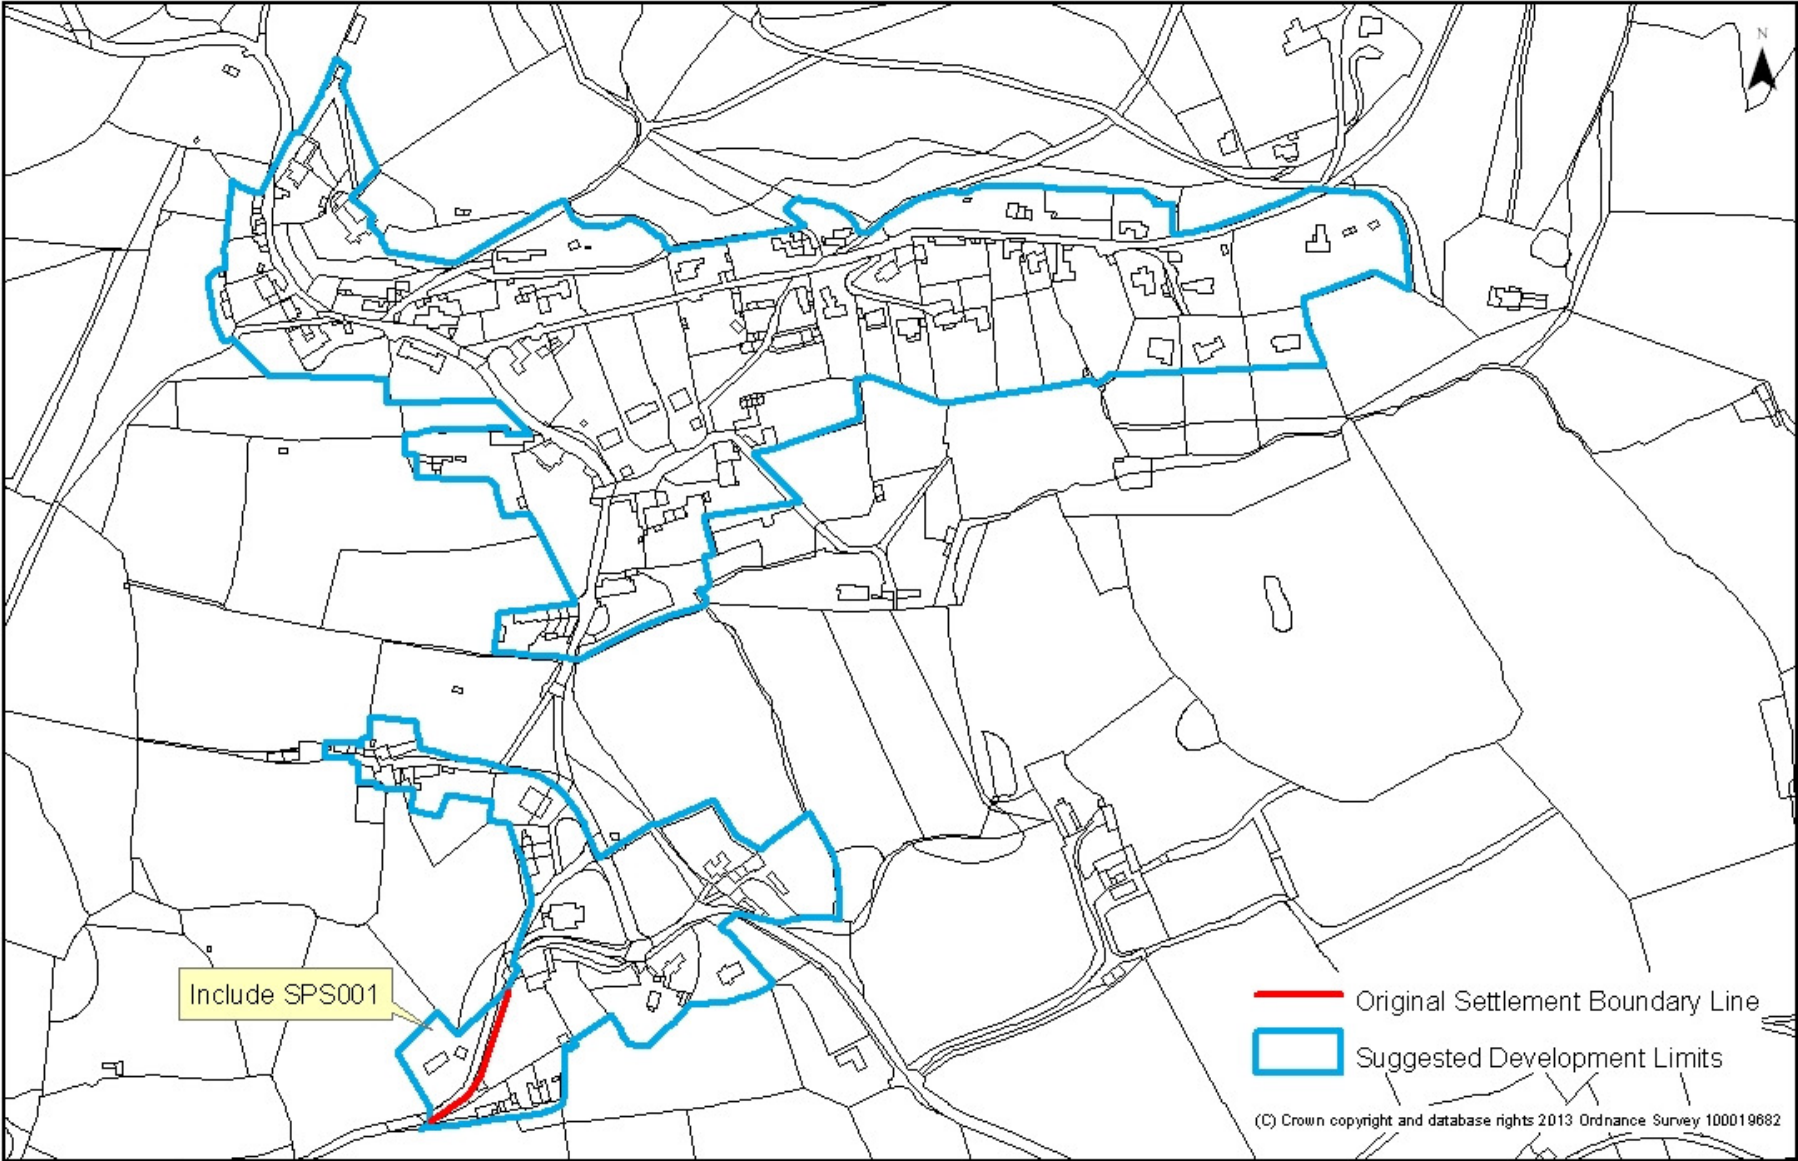 N
Include SPS001
Original Settlement Boundary Line
Suggested Development Limits
(C) Crown copyright and database rights 2013 Ordnance Survey 100019682